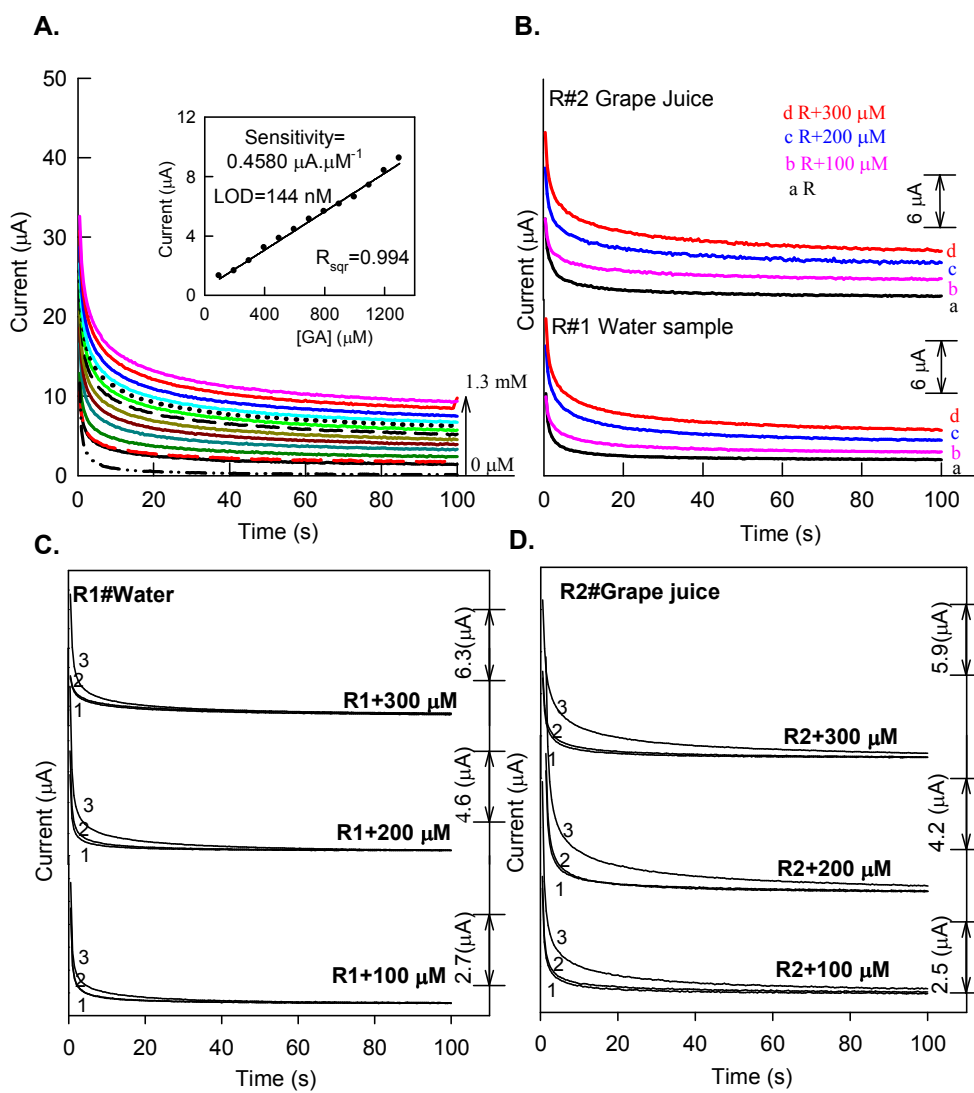 A.
50
40
30
20
10
0
Current (µA)
0 20 40 60 80 100
Time (s)
1.3 mM
0 µM
12
8
4
0
Current (µA)
0 400 800 1200
[GA] (µM)
Sensitivity=
0.4580 µA.µM⁻¹
LOD=144 nM
Rsqr=0.994
B.
R#2 Grape Juice
d R+300 µM
c R+200 µM
b R+100 µM
a R
6 µA
d
c
b
a
R#1 Water sample
6 µA
d
c
b
a
Current (µA)
0 20 40 60 80 100
Time (s)
C.
R1#Water
3
2
1
R1+300 µM
6.3(µA)
3
2
1
R1+200 µM
4.6 (µA)
3
2
1
R1+100 µM
2.7(µA)
Current (µA)
0 20 40 60 80 100
Time (s)
D.
R2#Grape juice
3
2
1
R2+300 µM
5.9(µA)
3
2
1
R2+200 µM
4.2 (µA)
3
2
1
R2+100 µM
2.5 (µA)
Current (µA)
0 20 40 60 80 100
Time (s)